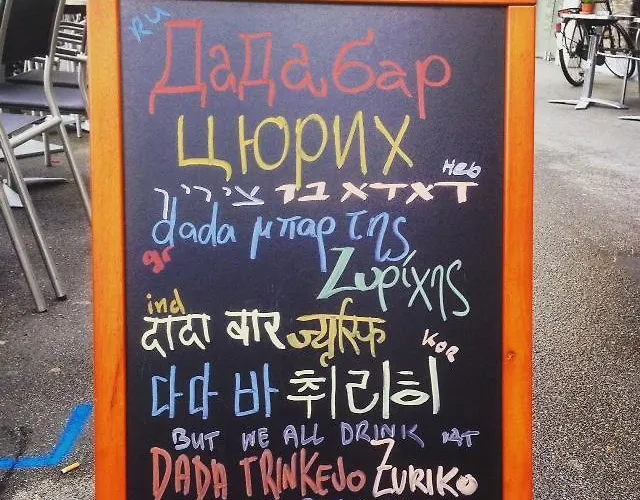 RU
Дадабар
цюрих
Heb
דאדא בר ציריך
dada μπαρ της
gr
Ζυρίχης
ind
दादा बार ज्यूरिख
KOR
다다 바 취리히
BUT WE ALL DRINK
DADA TRINKEJO ZURIKO